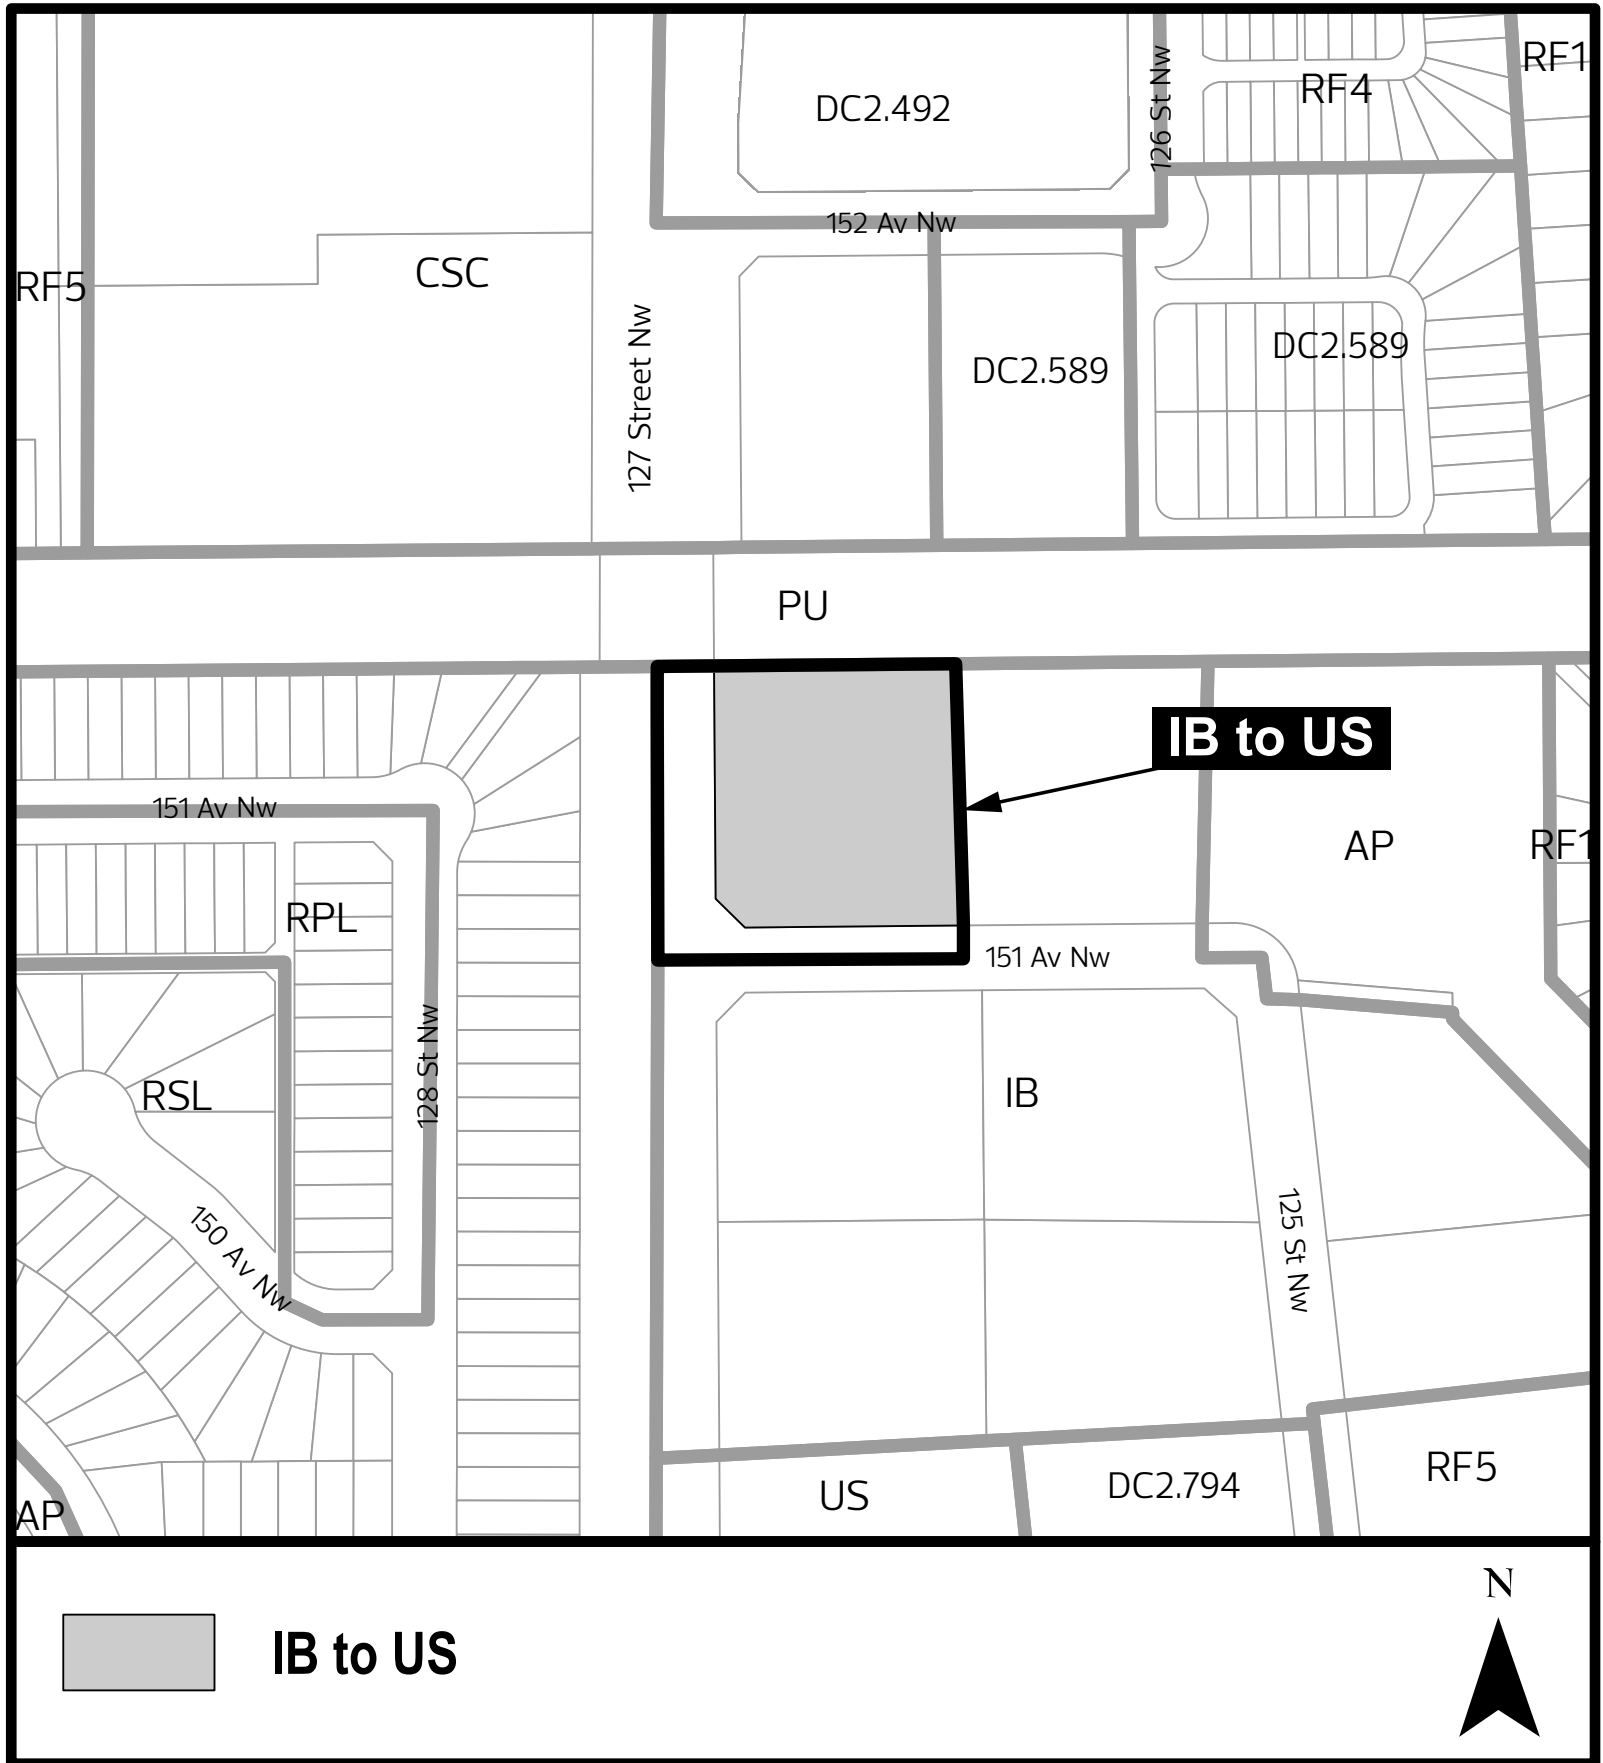 RF1
RF4
DC2.492
126 St Nw
152 Av Nw
CSC
RF5
127 Street Nw
DC2.589
DC2.589
PU
IB to US
151 Av Nw
AP
RF1
RPL
151 Av Nw
128 St Nw
RSL
IB
150 Av Nw
125 St Nw
RF5
US
DC2.794
AP
IB to US
N